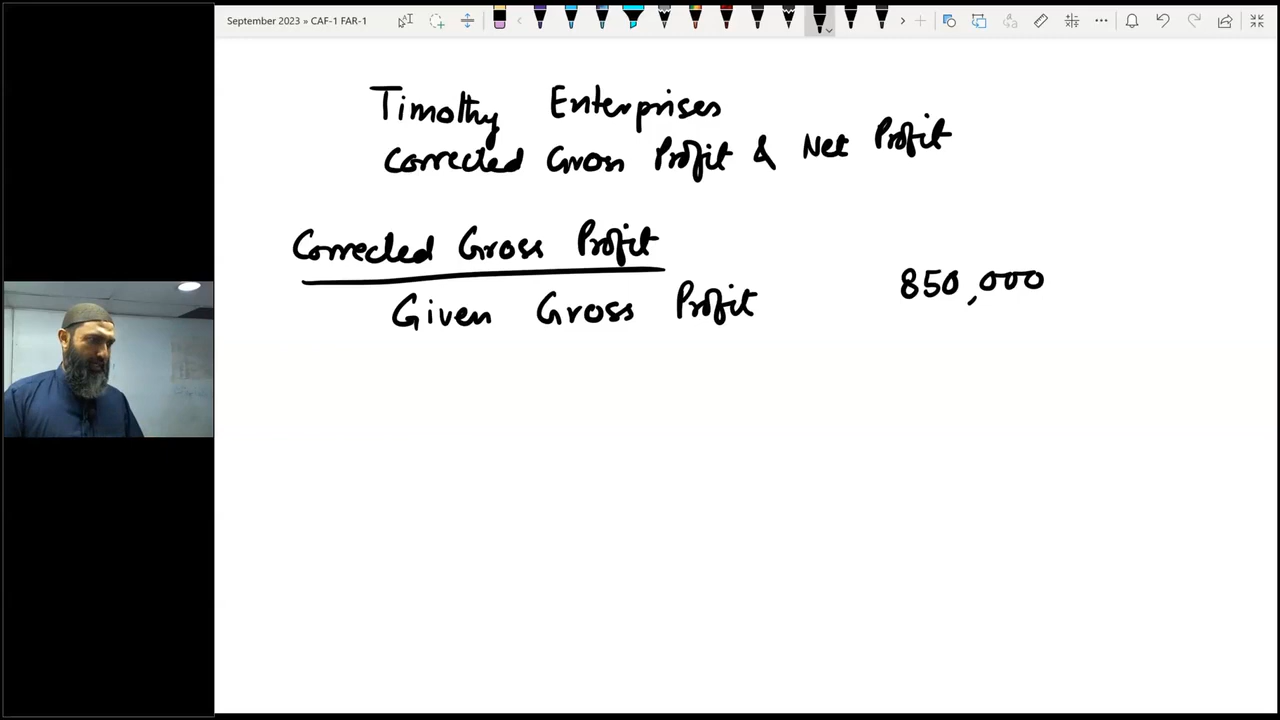 September 2023 » CAF-1 FAR-1
Timothy Enterprises
Corrected Gross Profit & Net Profit
Corrected Gross Profit
Given Gross Profit 850,000